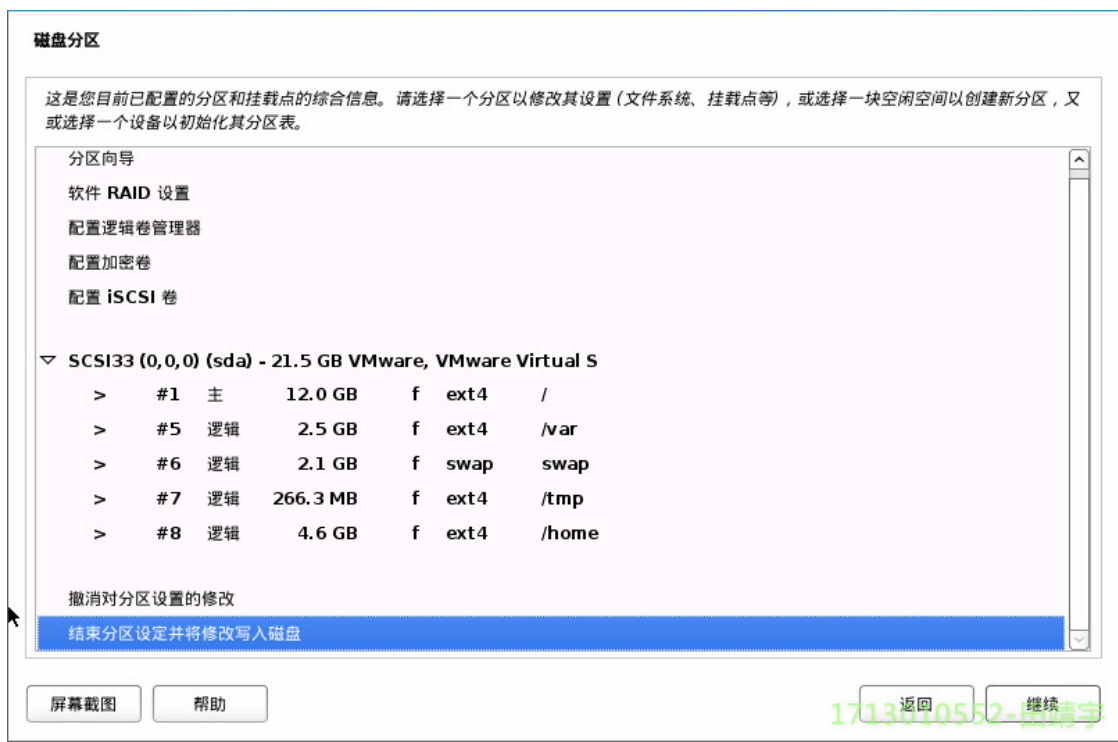 磁盘分区
这是您目前已配置的分区和挂载点的综合信息。请选择一个分区以修改其设置 (文件系统、挂载点等) , 或选择一块空闲空间以创建新分区 , 又
或选择一个设备以初始化其分区表。
分区向导
软件 RAID 设置
配置逻辑卷管理器
配置加密卷
配置 iSCSI 卷
SCSI33 (0,0,0) (sda) - 21.5 GB VMware, VMware Virtual S
> #1 主 12.0 GB f ext4 /
> #5 逻辑 2.5 GB f ext4 /var
> #6 逻辑 2.1 GB f swap swap
> #7 逻辑 266.3 MB f ext4 /tmp
> #8 逻辑 4.6 GB f ext4 /home
撤消对分区设置的修改
结束分区设定并将修改写入磁盘
屏幕截图 帮助 返回 继续
1713010552-田靖宇